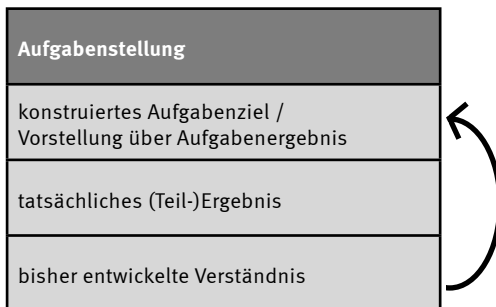 Aufgabenstellung
konstruiertes Aufgabenziel /
Vorstellung über Aufgabenergebnis
tatsächliches (Teil-)Ergebnis
bisher entwickelte Verständnis